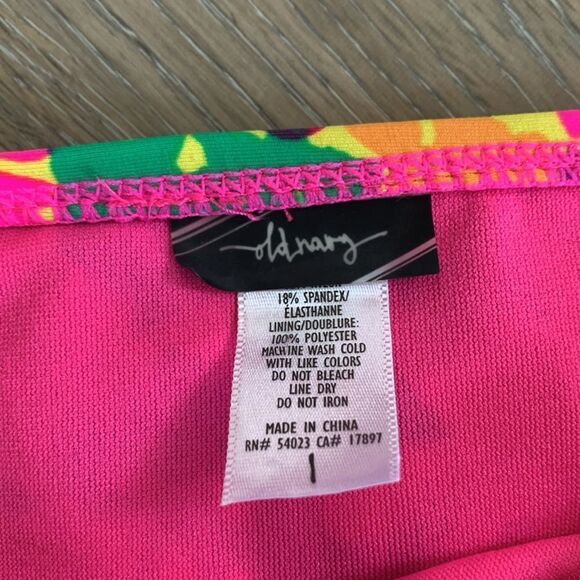 old navy
18% SPANDEX/
ÉLASTHANNE
LINING/DOUBLURE:
100% POLYESTER
MACHINE WASH COLD
WITH LIKE COLORS
DO NOT BLEACH
LINE DRY
DO NOT IRON
MADE IN CHINA
RN# 54023 CA# 17897